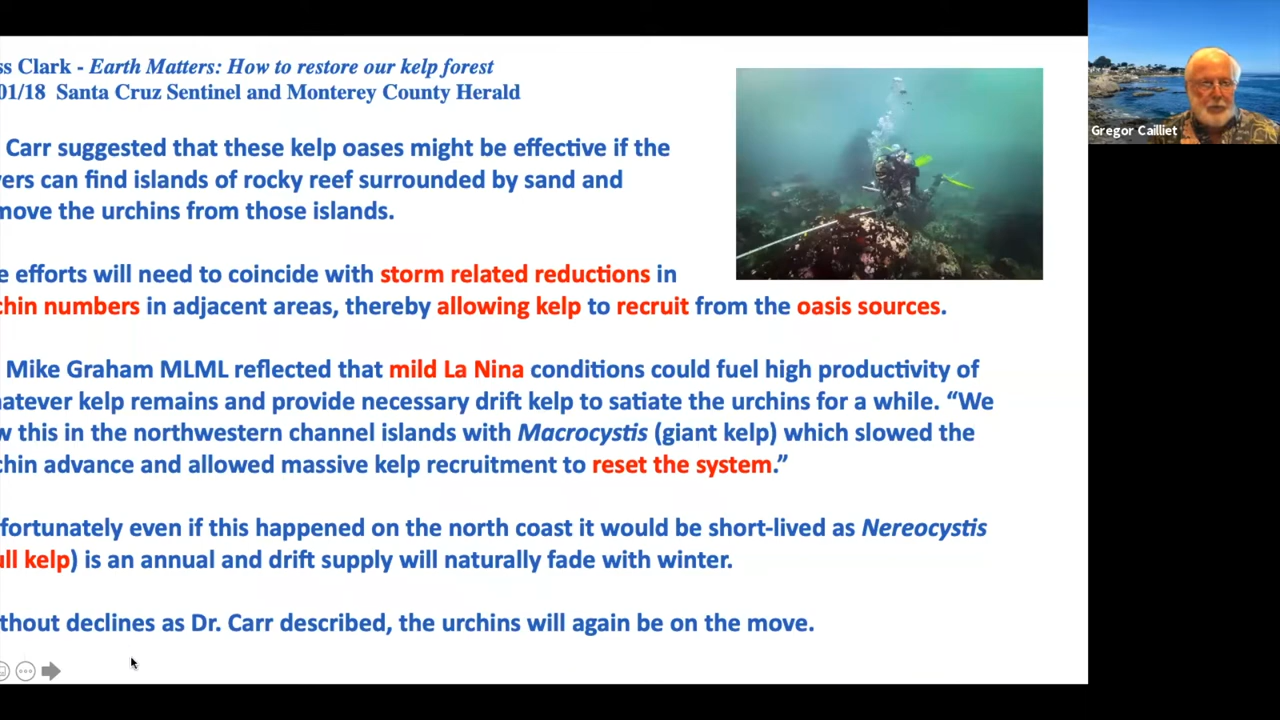 ss Clark - Earth Matters: How to restore our kelp forest
01/18 Santa Cruz Sentinel and Monterey County Herald
Carr suggested that these kelp oases might be effective if the
vers can find islands of rocky reef surrounded by sand and
move the urchins from those islands.
e efforts will need to coincide with storm related reductions in
chin numbers in adjacent areas, thereby allowing kelp to recruit from the oasis sources.
Mike Graham MLML reflected that mild La Nina conditions could fuel high productivity of
hatever kelp remains and provide necessary drift kelp to satiate the urchins for a while. “We
w this in the northwestern channel islands with Macrocystis (giant kelp) which slowed the
chin advance and allowed massive kelp recruitment to reset the system.”
fortunately even if this happened on the north coast it would be short-lived as Nereocystis
ull kelp) is an annual and drift supply will naturally fade with winter.
thout declines as Dr. Carr described, the urchins will again be on the move.
Gregor Cailliet